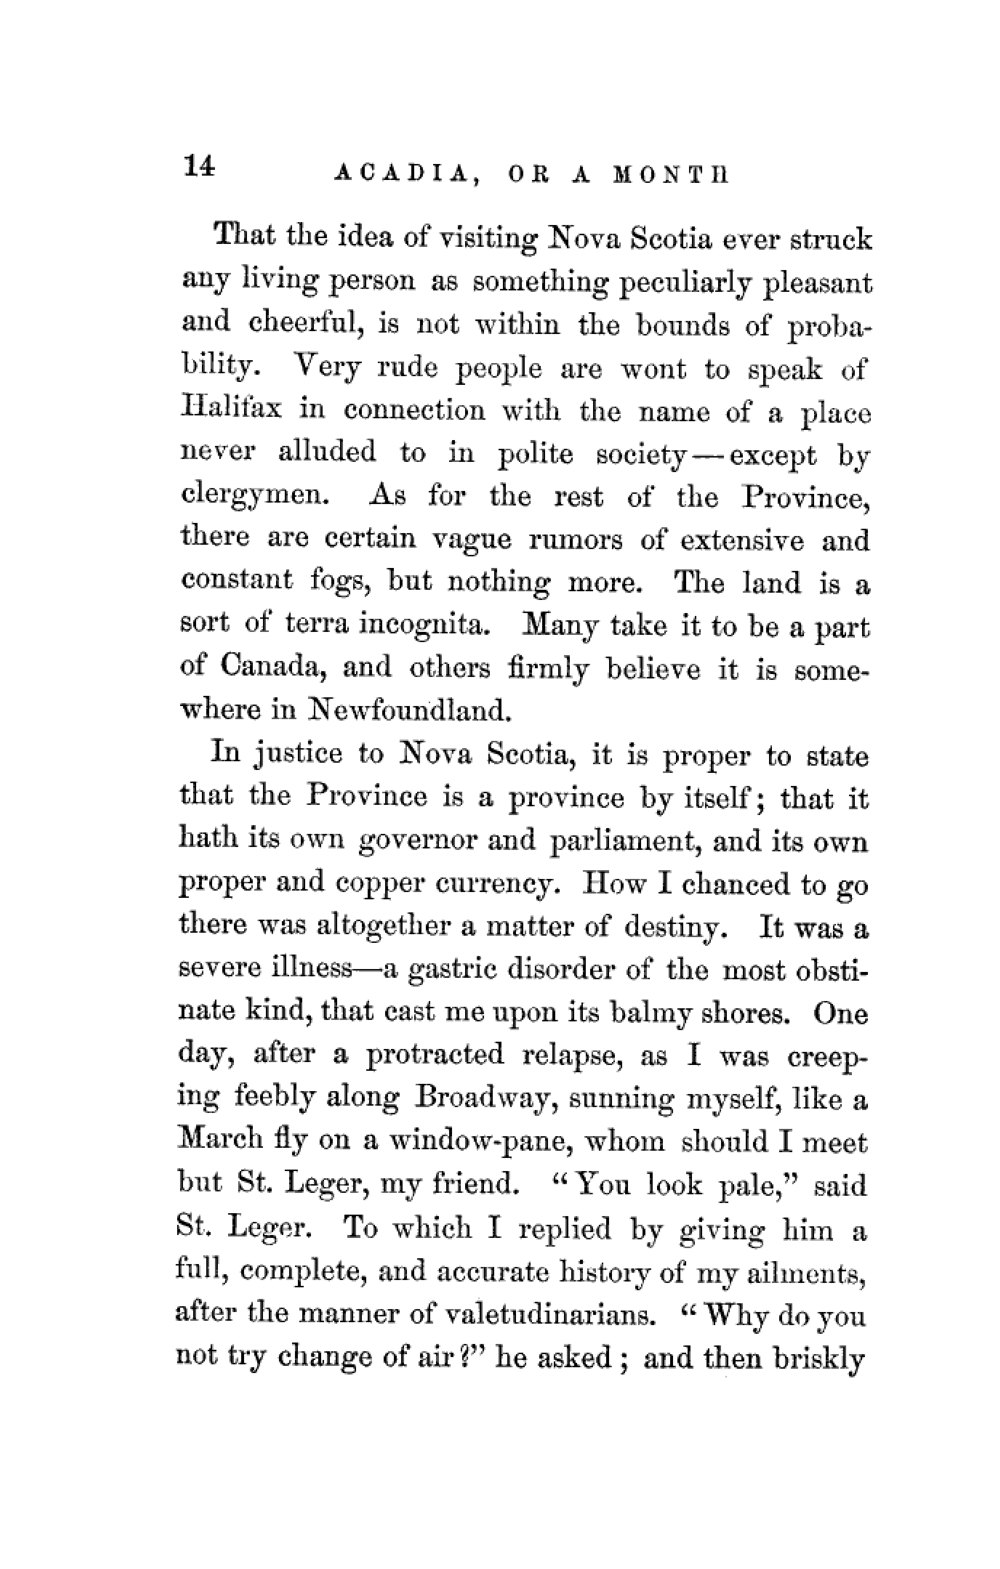 14 ACADIA, OR A MONTH
That the idea of visiting Nova Scotia ever struck
any living person as something peculiarly pleasant
and cheerful, is not within the bounds of proba-
bility. Very rude people are wont to speak of
Halifax in connection with the name of a place
never alluded to in polite society—except by
clergymen. As for the rest of the Province,
there are certain vague rumors of extensive and
constant fogs, but nothing more. The land is a
sort of terra incognita. Many take it to be a part
of Canada, and others firmly believe it is some-
where in Newfoundland.
In justice to Nova Scotia, it is proper to state
that the Province is a province by itself; that it
hath its own governor and parliament, and its own
proper and copper currency. How I chanced to go
there was altogether a matter of destiny. It was a
severe illness—a gastric disorder of the most obsti-
nate kind, that cast me upon its balmy shores. One
day, after a protracted relapse, as I was creep-
ing feebly along Broadway, sunning myself, like a
March fly on a window-pane, whom should I meet
but St. Leger, my friend. “You look pale,” said
St. Leger. To which I replied by giving him a
full, complete, and accurate history of my ailments,
after the manner of valetudinarians. “Why do you
not try change of air?” he asked; and then briskly